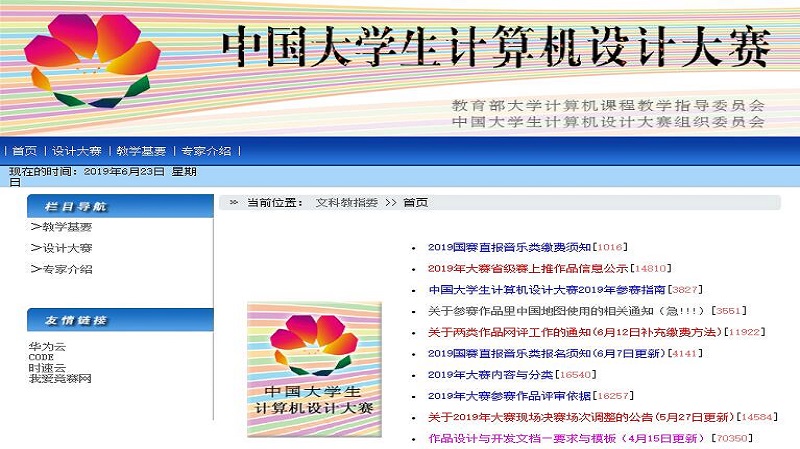 中国大学生计算机设计大赛
教育部大学计算机课程教学指导委员会
中国大学生计算机设计大赛组织委员会
| 首页 | 设计大赛 | 教学基要 | 专家介绍 |
现在的时间：2019年6月23日 星期
日
栏目导航
>教学基要
>设计大赛
>专家介绍
友情链接
华为云
CODE
时速云
我爱竞赛网
>> 当前位置： 文科教指委 >> 首页
中国大学生
计算机设计大赛
• 2019国赛直报音乐类缴费须知[1016]
• 2019年大赛省级赛上推作品信息公示[14810]
• 中国大学生计算机设计大赛2019年参赛指南[3827]
• 关于参赛作品里中国地图使用的相关通知（急!!!）[3551]
• 关于两类作品网评工作的通知(6月12日补充缴费方法)[11922]
• 2019国赛直报音乐类报名须知(6月7日更新)[4141]
• 2019年大赛内容与分类[16540]
• 2019年大赛参赛作品评审依据[16257]
• 关于2019年大赛现场决赛场次调整的公告(5月27日更新)[14584]
• 作品设计与开发文档——要求与模板（4月15日更新）[70350]